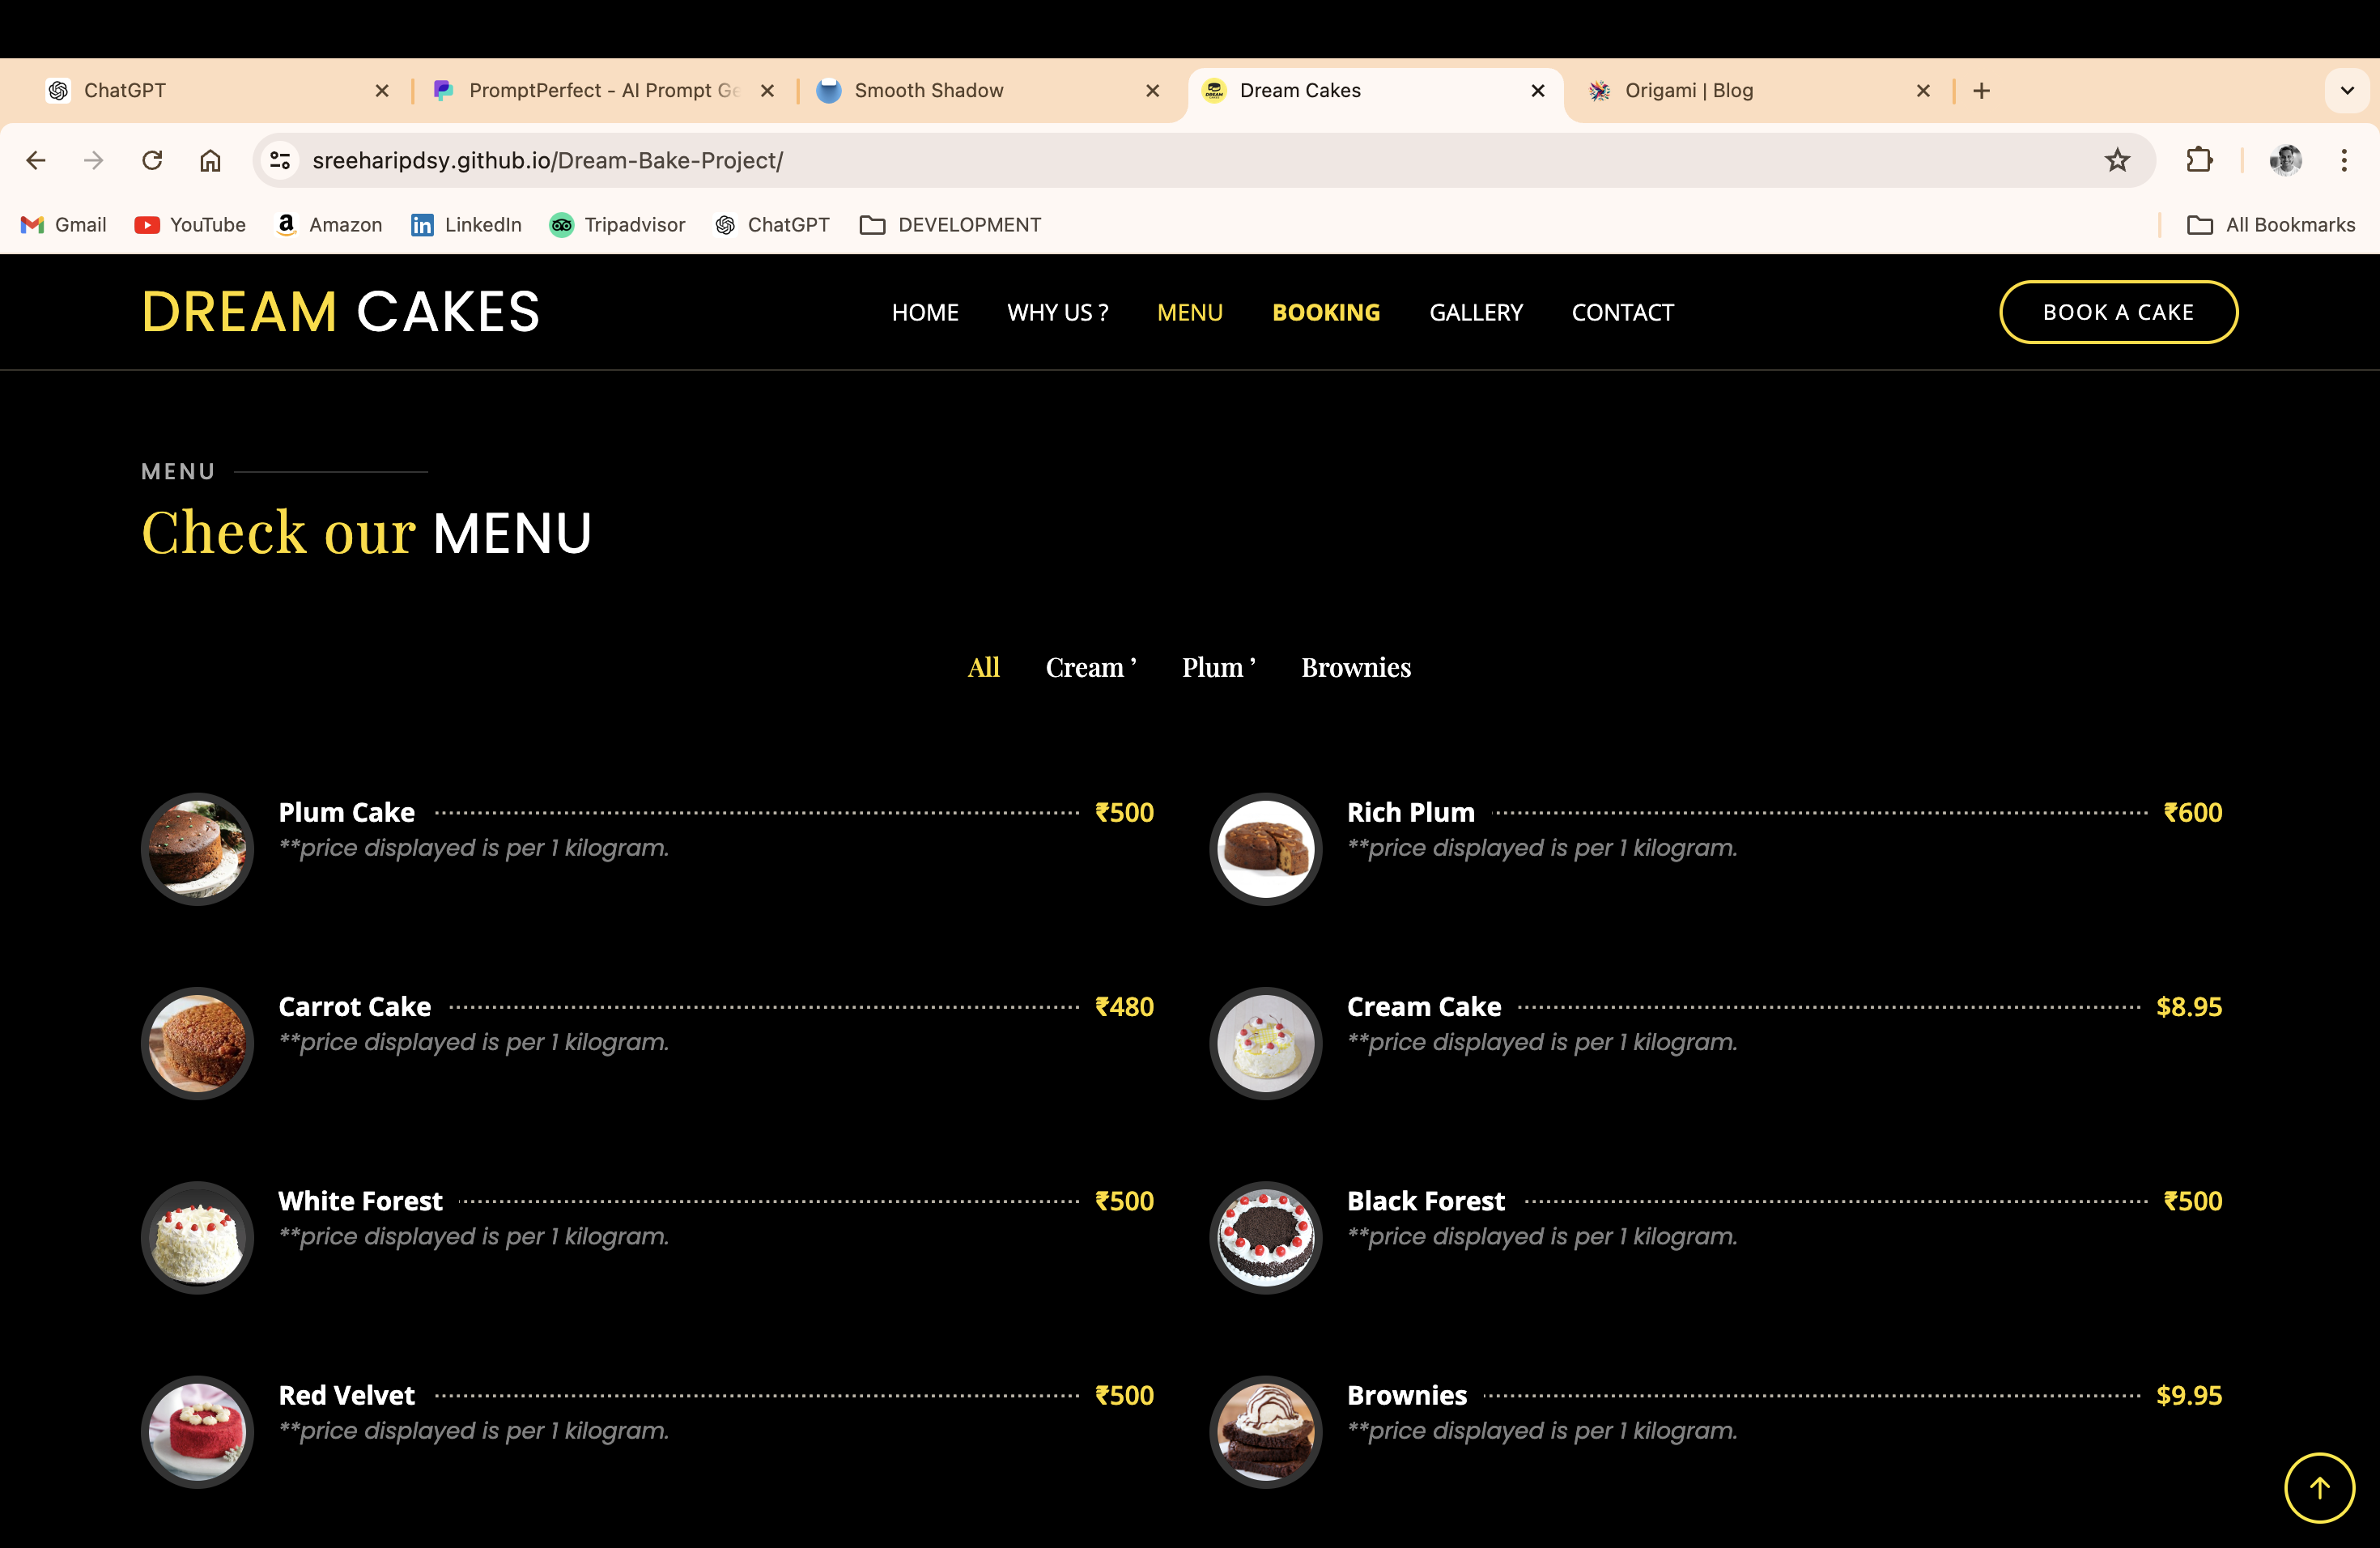 ChatGPT
PromptPerfect - AI Prompt Ge
Smooth Shadow
Dream Cakes
Origami | Blog
sreeharipdsy.github.io/Dream-Bake-Project/
Gmail
YouTube
Amazon
LinkedIn
Tripadvisor
ChatGPT
DEVELOPMENT
All Bookmarks
DREAM CAKES
HOME
WHY US ?
MENU
BOOKING
GALLERY
CONTACT
BOOK A CAKE
MENU
Check our MENU
All
Cream ’
Plum ’
Brownies
Plum Cake ₹500
**price displayed is per 1 kilogram.
Rich Plum ₹600
**price displayed is per 1 kilogram.
Carrot Cake ₹480
**price displayed is per 1 kilogram.
Cream Cake $8.95
**price displayed is per 1 kilogram.
White Forest ₹500
**price displayed is per 1 kilogram.
Black Forest ₹500
**price displayed is per 1 kilogram.
Red Velvet ₹500
**price displayed is per 1 kilogram.
Brownies $9.95
**price displayed is per 1 kilogram.